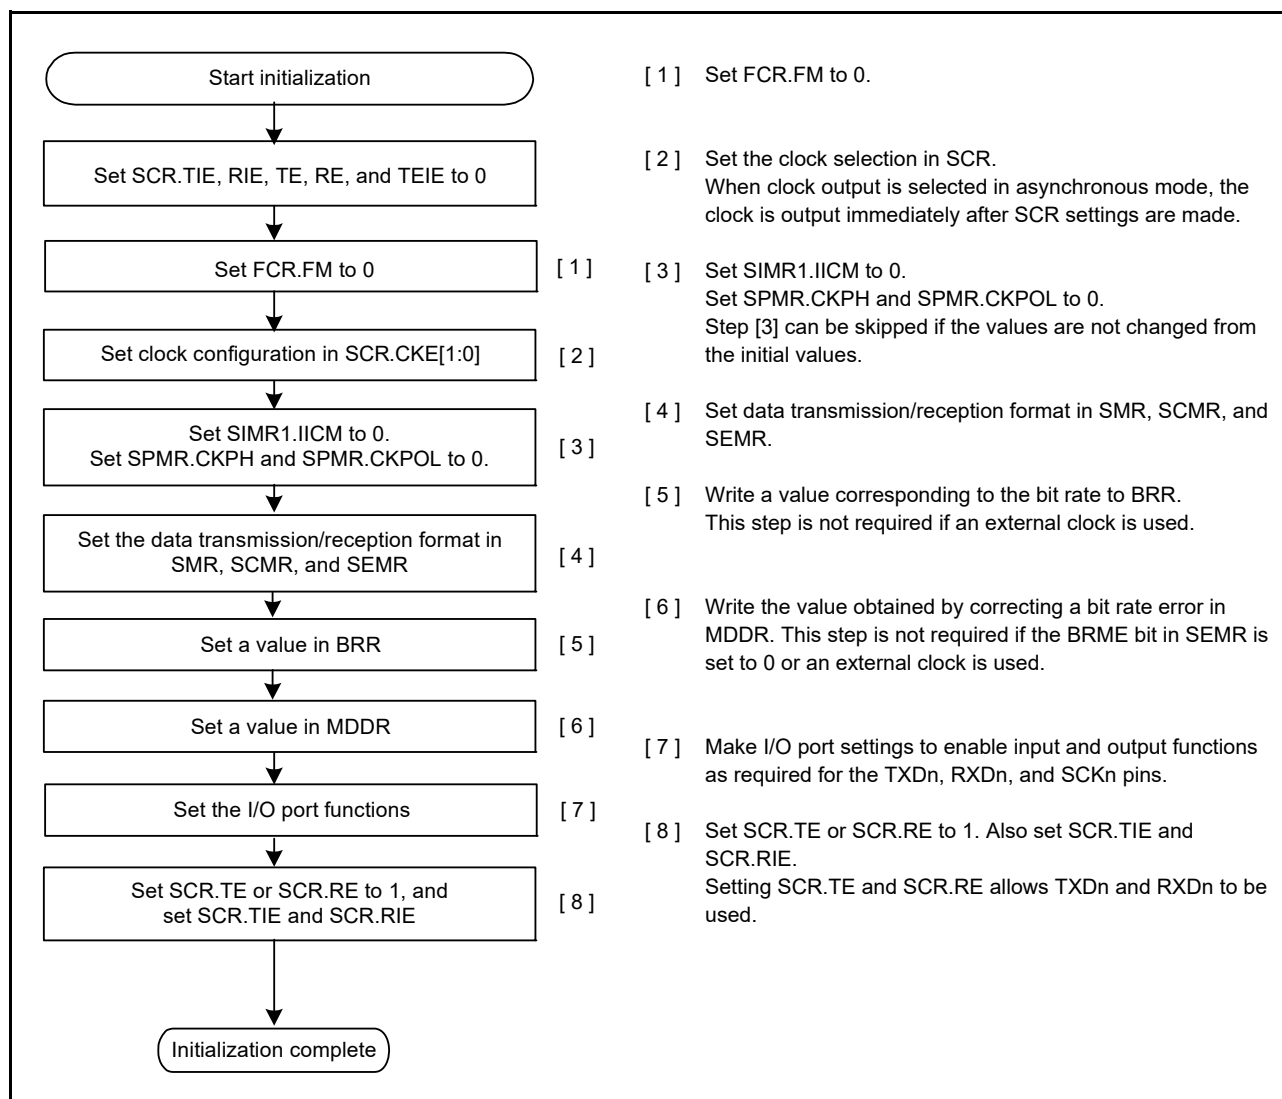 Start initialization
Set SCR.TIE, RIE, TE, RE, and TEIE to 0
Set FCR.FM to 0
[ 1 ]
Set clock configuration in SCR.CKE[1:0]
[ 2 ]
Set SIMR1.IICM to 0.
Set SPMR.CKPH and SPMR.CKPOL to 0.
[ 3 ]
Set the data transmission/reception format in
SMR, SCMR, and SEMR
[ 4 ]
Set a value in BRR
[ 5 ]
Set a value in MDDR
[ 6 ]
Set the I/O port functions
[ 7 ]
Set SCR.TE or SCR.RE to 1, and
set SCR.TIE and SCR.RIE
[ 8 ]
Initialization complete
[ 1 ] Set FCR.FM to 0.
[ 2 ] Set the clock selection in SCR.
When clock output is selected in asynchronous mode, the
clock is output immediately after SCR settings are made.
[ 3 ] Set SIMR1.IICM to 0.
Set SPMR.CKPH and SPMR.CKPOL to 0.
Step [3] can be skipped if the values are not changed from
the initial values.
[ 4 ] Set data transmission/reception format in SMR, SCMR, and
SEMR.
[ 5 ] Write a value corresponding to the bit rate to BRR.
This step is not required if an external clock is used.
[ 6 ] Write the value obtained by correcting a bit rate error in
MDDR. This step is not required if the BRME bit in SEMR is
set to 0 or an external clock is used.
[ 7 ] Make I/O port settings to enable input and output functions
as required for the TXDn, RXDn, and SCKn pins.
[ 8 ] Set SCR.TE or SCR.RE to 1. Also set SCR.TIE and
SCR.RIE.
Setting SCR.TE and SCR.RE allows TXDn and RXDn to be
used.